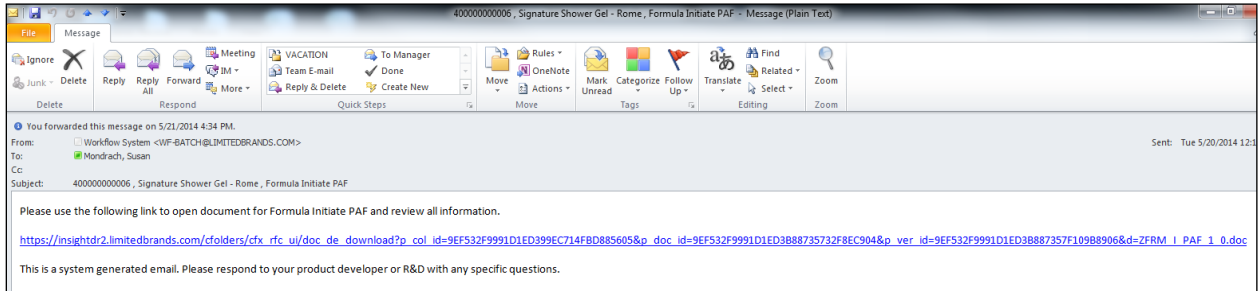 400000000006 , Signature Shower Gel - Rome , Formula Initiate PAF - Message (Plain Text)
File Message
Ignore
Junk
Delete
Reply
Reply All
Forward
Meeting
IM
More
VACATION
Team E-mail
Reply & Delete
To Manager
Done
Create New
Move
Rules
OneNote
Actions
Mark Unread
Categorize
Follow Up
Translate
Find
Related
Select
Zoom
Delete Respond Quick Steps Move Tags Editing Zoom
You forwarded this message on 5/21/2014 4:34 PM.
From: Workflow System <WF-BATCH@LIMITEDBRANDS.COM> Sent: Tue 5/20/2014 12:1
To: Mondrach, Susan
Cc:
Subject: 400000000006 , Signature Shower Gel - Rome , Formula Initiate PAF
Please use the following link to open document for Formula Initiate PAF and review all information.
https://insightdr2.limitedbrands.com/cfolders/cfx_rfc_ui/doc_de_download?p_col_id=9EF532F9991D1ED399EC714FBD885605&p_doc_id=9EF532F9991D1ED3B88735732F8EC904&p_ver_id=9EF532F9991D1ED3B887357F109B8906&d=ZFRM_I_PAF_1_0.doc
This is a system generated email. Please respond to your product developer or R&D with any specific questions.